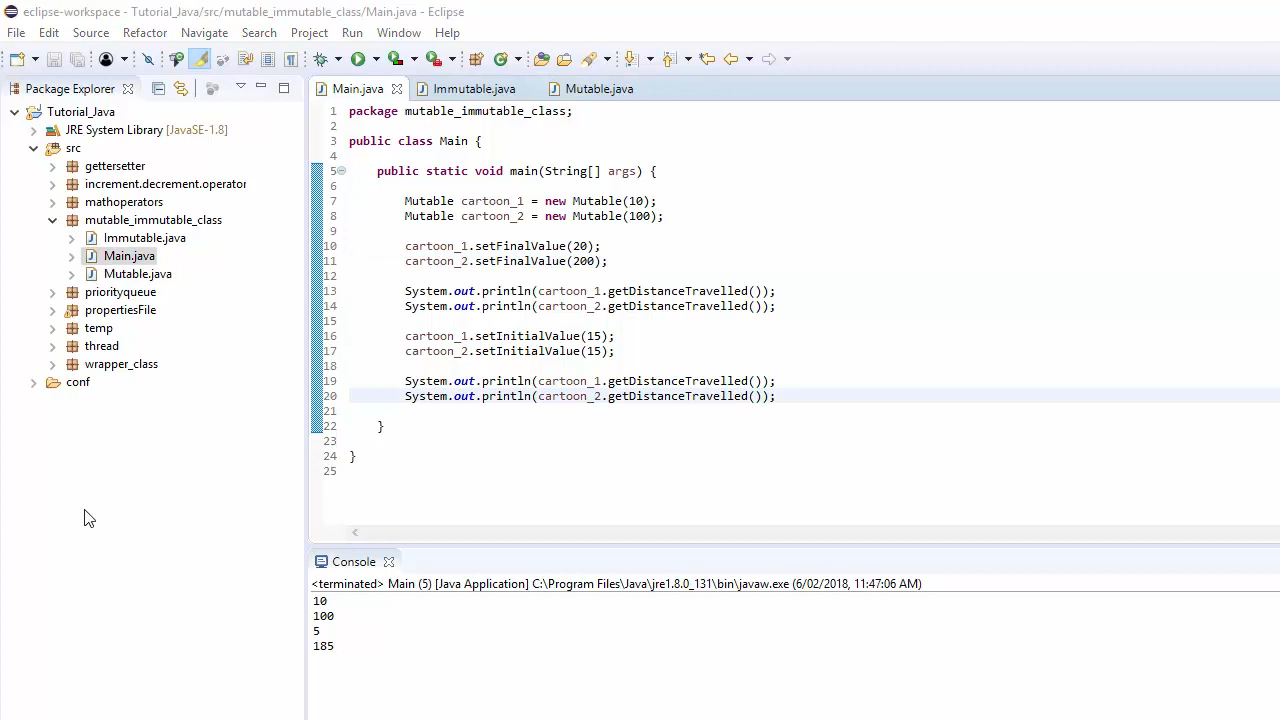 eclipse-workspace - Tutorial_Java/src/mutable_immutable_class/Main.java - Eclipse
File Edit Source Refactor Navigate Search Project Run Window Help
Package Explorer
Tutorial_Java
JRE System Library [JavaSE-1.8]
src
gettersetter
increment.decrement.operator
mathoperators
mutable_immutable_class
Immutable.java
Main.java
Mutable.java
priorityqueue
propertiesFile
temp
thread
wrapper_class
conf
Main.java Immutable.java Mutable.java
1 package mutable_immutable_class;
2
3 public class Main {
4
5 public static void main(String[] args) {
6
7 Mutable cartoon_1 = new Mutable(10);
8 Mutable cartoon_2 = new Mutable(100);
9
10 cartoon_1.setFinalValue(20);
11 cartoon_2.setFinalValue(200);
12
13 System.out.println(cartoon_1.getDistanceTravelled());
14 System.out.println(cartoon_2.getDistanceTravelled());
15
16 cartoon_1.setInitialValue(15);
17 cartoon_2.setInitialValue(15);
18
19 System.out.println(cartoon_1.getDistanceTravelled());
20 System.out.println(cartoon_2.getDistanceTravelled());
21
22 }
23
24 }
25
Console
<terminated> Main (5) [Java Application] C:\Program Files\Java\jre1.8.0_131\bin\javaw.exe (6/02/2018, 11:47:06 AM)
10
100
5
185